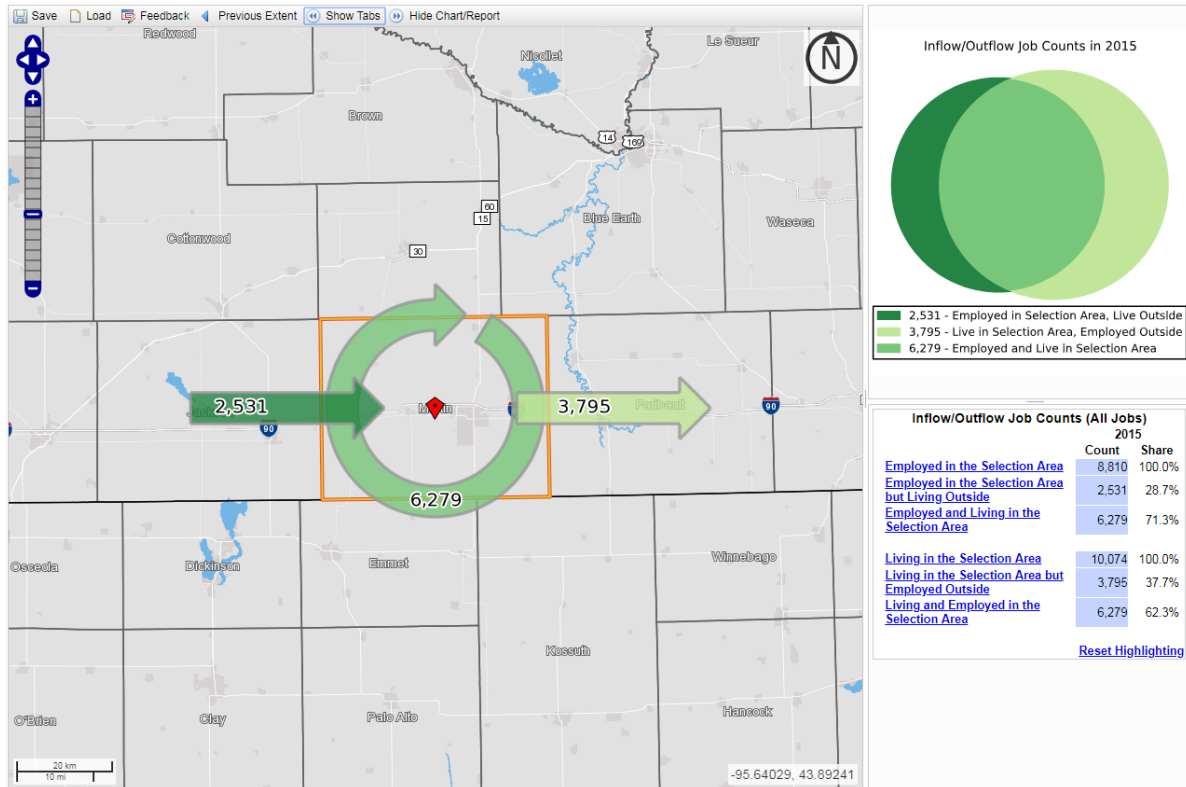 Save Load Feedback Previous Extent Show Tabs Hide Chart/Report
Redwood
Le Sueur
Nicollet
N
Brown
14
169
60
15
Blue Earth
Waseca
Cottonwood
30
2,531
3,795
Faribault
90
90
6,279
Osceola
Dickinson
Emmet
Winnebago
Kossuth
O'Brien
Clay
Palo Alto
Hancock
20 km
10 mi
-95.64029, 43.89241
Inflow/Outflow Job Counts in 2015
2,531 - Employed in Selection Area, Live Outside
3,795 - Live in Selection Area, Employed Outside
6,279 - Employed and Live in Selection Area
Inflow/Outflow Job Counts (All Jobs)
2015
Count Share
Employed in the Selection Area 8,810 100.0%
Employed in the Selection Area
but Living Outside 2,531 28.7%
Employed and Living in the
Selection Area 6,279 71.3%
Living in the Selection Area 10,074 100.0%
Living in the Selection Area but
Employed Outside 3,795 37.7%
Living and Employed in the
Selection Area 6,279 62.3%
Reset Highlighting